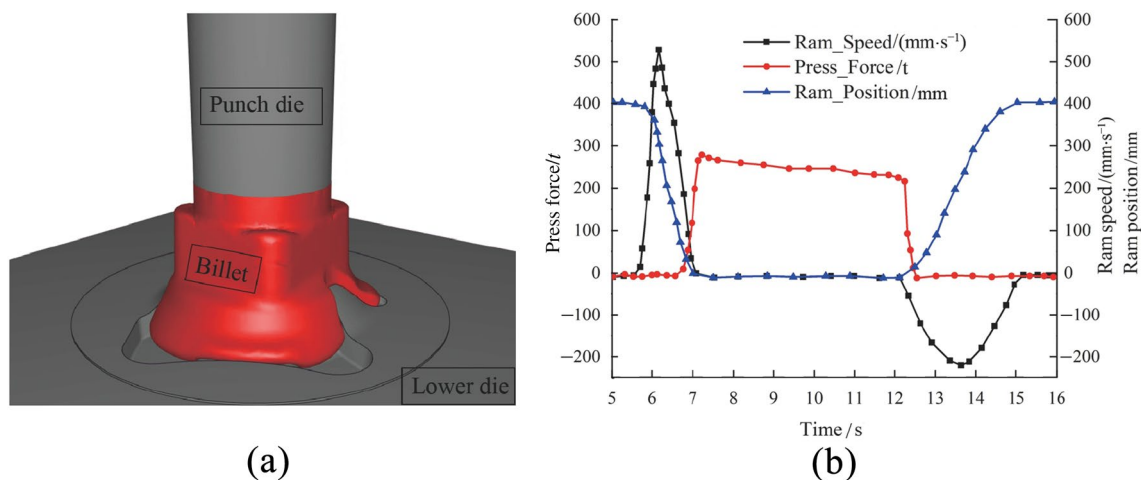 Punch die
Billet
Lower die
(a)
600
500
400
300
200
100
0
−100
−200
Press force/t
Ram_Speed/(mm·s⁻¹)
Press_Force/t
Ram_Position/mm
600
500
400
300
200
100
0
−100
−200
Ram speed/(mm·s⁻¹)
Ram position/mm
5 6 7 8 9 10 11 12 13 14 15 16
Time/s
(b)